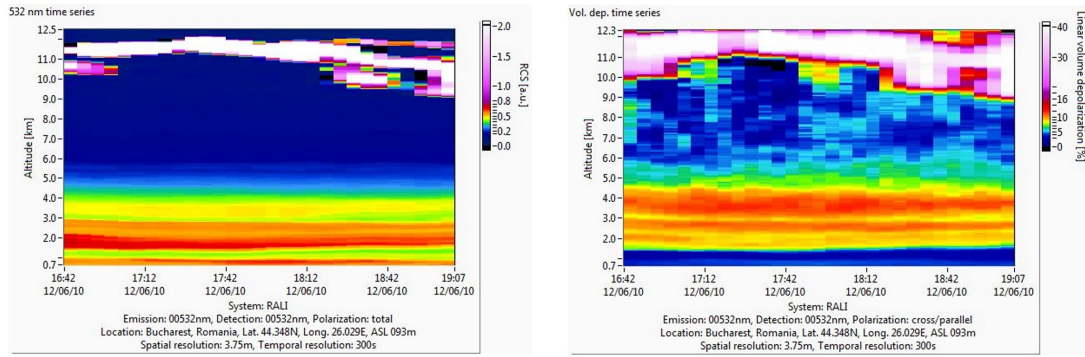 532 nm time series
12.5
11.0
10.0
9.0
8.0
7.0
6.0
5.0
4.0
3.0
2.0
0.7
Altitude [km]
2.0
1.5
1.0
0.8
0.5
0.2
0.0
RCS [a.u.]
16:42 17:12 17:42 18:12 18:42 19:07
12/06/10 12/06/10 12/06/10 12/06/10 12/06/10 12/06/10
System: RALI
Emission: 00532nm, Detection: 00532nm, Polarization: total
Location: Bucharest, Romania, Lat. 44.348N, Long. 26.029E, ASL 093m
Spatial resolution: 3.75m, Temporal resolution: 300s
Vol. dep. time series
12.3
11.0
10.0
9.0
8.0
7.0
6.0
5.0
4.0
3.0
2.0
0.7
Altitude [km]
40
30
16
10
5
0
Linear volume depolarization [%]
16:42 17:12 17:42 18:12 18:42 19:07
12/06/10 12/06/10 12/06/10 12/06/10 12/06/10 12/06/10
System: RALI
Emission: 00532nm, Detection: 00532nm, Polarization: cross/parallel
Location: Bucharest, Romania, Lat. 44.348N, Long. 26.029E, ASL 093m
Spatial resolution: 3.75m, Temporal resolution: 300s